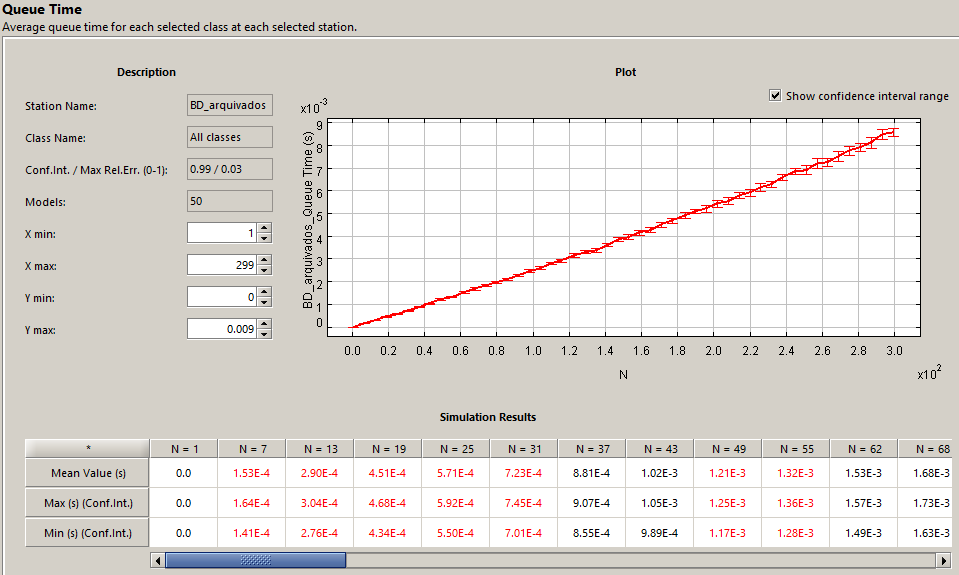 Queue Time
Average queue time for each selected class at each selected station.
Description
Station Name: BD_arquivados
Class Name: All classes
Conf.Int. / Max Rel.Err. (0-1): 0.99 / 0.03
Models: 50
X min: 1
X max: 299
Y min: 0
Y max: 0.009
Plot
Show confidence interval range
x10-3
BD_arquivados_Queue Time (s)
9
8
7
6
5
4
3
2
1
0
0.0 0.2 0.4 0.6 0.8 1.0 1.2 1.4 1.6 1.8 2.0 2.2 2.4 2.6 2.8 3.0
N
x102
Simulation Results
* N = 1 N = 7 N = 13 N = 19 N = 25 N = 31 N = 37 N = 43 N = 49 N = 55 N = 62 N = 68
Mean Value (s) 0.0 1.53E-4 2.90E-4 4.51E-4 5.71E-4 7.23E-4 8.81E-4 1.02E-3 1.21E-3 1.32E-3 1.53E-3 1.68E-3
Max (s) (Conf.Int.) 0.0 1.64E-4 3.04E-4 4.68E-4 5.92E-4 7.45E-4 9.07E-4 1.05E-3 1.25E-3 1.36E-3 1.57E-3 1.73E-3
Min (s) (Conf.Int.) 0.0 1.41E-4 2.76E-4 4.34E-4 5.50E-4 7.01E-4 8.55E-4 9.89E-4 1.17E-3 1.28E-3 1.49E-3 1.63E-3